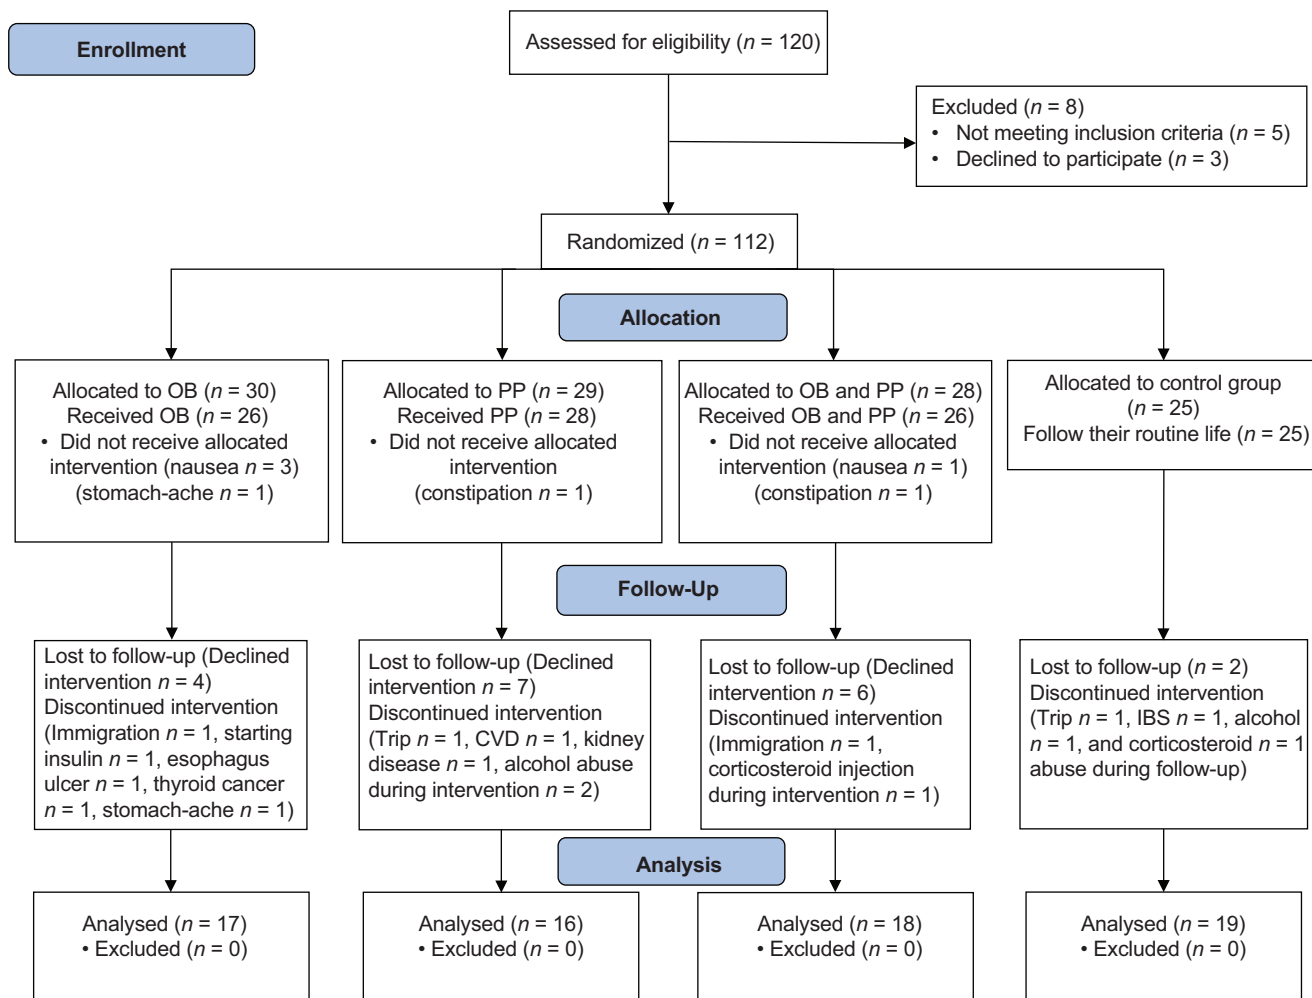 Enrollment
Assessed for eligibility (n = 120)
Excluded (n = 8)
• Not meeting inclusion criteria (n = 5)
• Declined to participate (n = 3)
Randomized (n = 112)
Allocation
Allocated to OB (n = 30)
Received OB (n = 26)
• Did not receive allocated
intervention (nausea n = 3)
(stomach-ache n = 1)
Allocated to PP (n = 29)
Received PP (n = 28)
• Did not receive allocated
intervention
(constipation n = 1)
Allocated to OB and PP (n = 28)
Received OB and PP (n = 26)
• Did not receive allocated
intervention (nausea n = 1)
(constipation n = 1)
Allocated to control group
(n = 25)
Follow their routine life (n = 25)
Follow-Up
Lost to follow-up (Declined
intervention n = 4)
Discontinued intervention
(Immigration n = 1, starting
insulin n = 1, esophagus
ulcer n = 1, thyroid cancer
n = 1, stomach-ache n = 1)
Lost to follow-up (Declined
intervention n = 7)
Discontinued intervention
(Trip n = 1, CVD n = 1, kidney
disease n = 1, alcohol abuse
during intervention n = 2)
Lost to follow-up (Declined
intervention n = 6)
Discontinued intervention
(Immigration n = 1,
corticosteroid injection
during intervention n = 1)
Lost to follow-up (n = 2)
Discontinued intervention
(Trip n = 1, IBS n = 1, alcohol
n = 1, and corticosteroid n = 1
abuse during follow-up)
Analysis
Analysed (n = 17)
• Excluded (n = 0)
Analysed (n = 16)
• Excluded (n = 0)
Analysed (n = 18)
• Excluded (n = 0)
Analysed (n = 19)
• Excluded (n = 0)